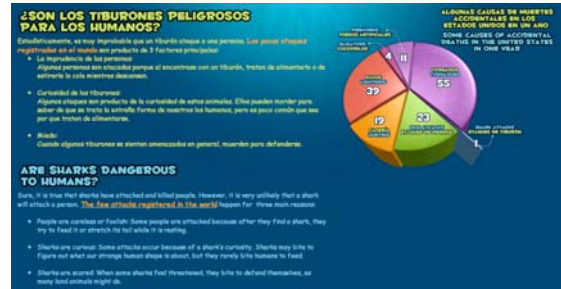 ¿SON LOS TIBURONES PELIGROSOS
PARA LOS HUMANOS?
Estadísticamente, es muy improbable que un tiburón ataque a una persona. Los pocos ataques
registrados en el mundo son producto de 3 factores principales:
• La imprudencia de las personas:
Algunas personas son atacadas porque al encontrarse con un tiburón, tratan de alimentarlo o de
estirarle la cola mientras descansan.
• Curiosidad de los tiburones:
Algunos ataques son producto de la curiosidad de estos animales. Ellos pueden morder para
saber de que se trata la extraña forma de nosotros los humanos, pero es poco común que sea
por que tratan de alimentarse.
• Miedo:
Cuando algunos tiburones se sienten amenazados en general, muerden para defenderse.
ARE SHARKS DANGEROUS
TO HUMANS?
Sure, it is true that sharks have attacked and killed people. However, it is very unlikely that a shark
will attack a person. The few attacks registered in the world happen for three main reasons:
• People are careless or foolish: Some people are attacked because after they find a shark, they
try to feed it or stretch its tail while it is resting.
• Sharks are curious: Some attacks occur because of a shark's curiosity. Sharks may bite to
figure out what our strange human shape is about, but they rarely bite humans to feed.
• Sharks are scared: When some sharks feel threatened, they bite to defend themselves, as
many land animals might do.
ALGUNAS CAUSAS DE MUERTES
ACCIDENTALES EN LOS
ESTADOS UNIDOS EN UN AÑO
SOME CAUSES OF ACCIDENTAL
DEATHS IN THE UNITED STATES
IN ONE YEAR
FUEGOS ARTIFICIALES
COCODRILOS
4
11
55
39
19
23
SHARK ATTACKS
ATAQUES DE TIBURÓN
1